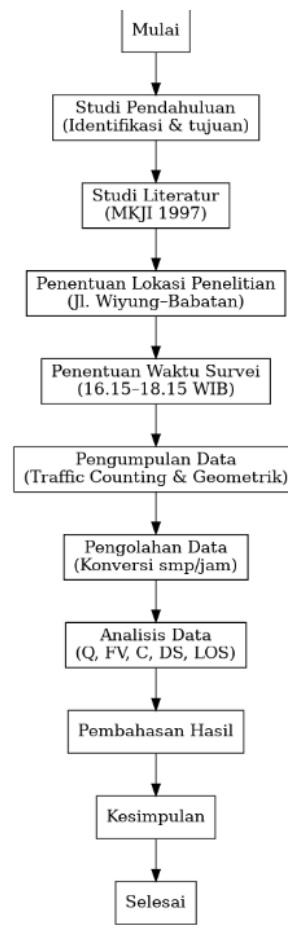 Mulai
Studi Pendahuluan
(Identifikasi & tujuan)
Studi Literatur
(MKJI 1997)
Penentuan Lokasi Penelitian
(Jl. Wiyung–Babatan)
Penentuan Waktu Survei
(16.15–18.15 WIB)
Pengumpulan Data
(Traffic Counting & Geometrik)
Pengolahan Data
(Konversi smp/jam)
Analisis Data
(Q, FV, C, DS, LOS)
Pembahasan Hasil
Kesimpulan
Selesai